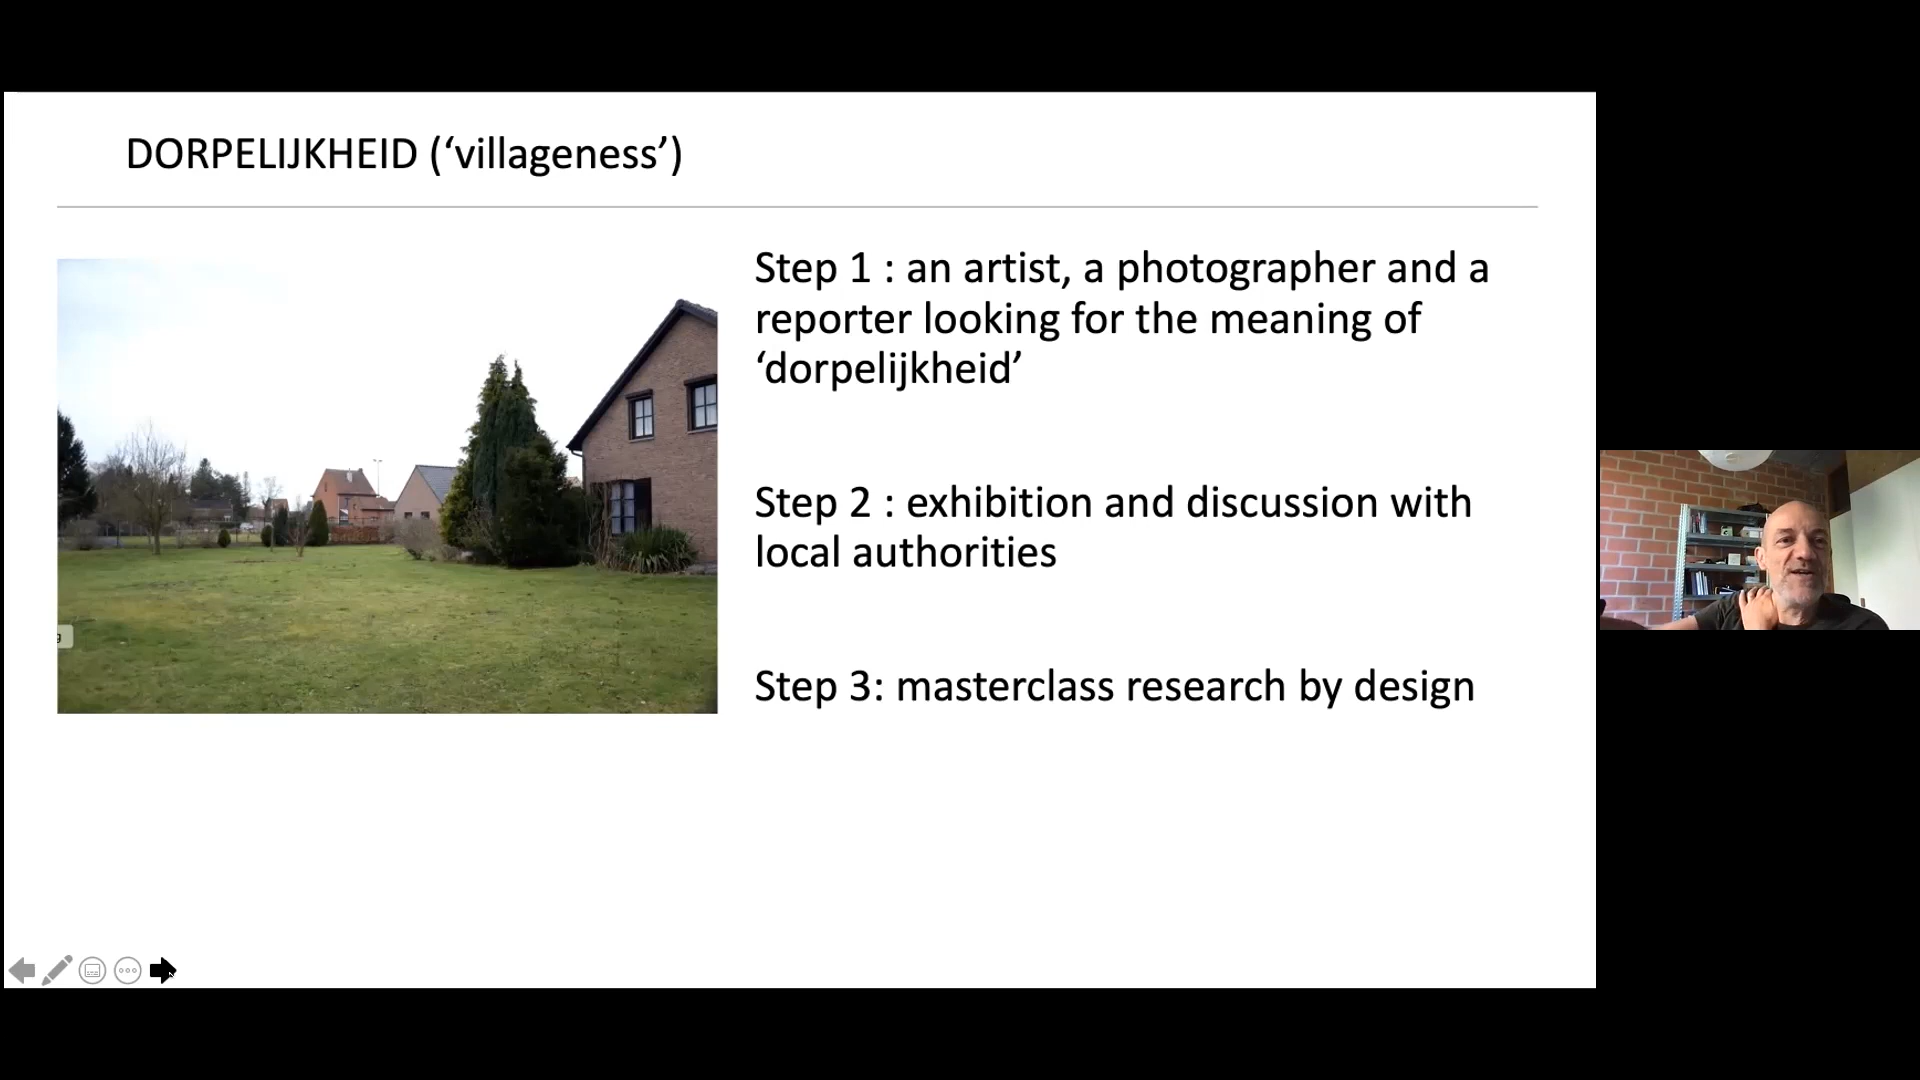 DORPELIJKHEID (‘villageness’)
Step 1 : an artist, a photographer and a
reporter looking for the meaning of
‘dorpelijkheid’
Step 2 : exhibition and discussion with
local authorities
Step 3: masterclass research by design
g